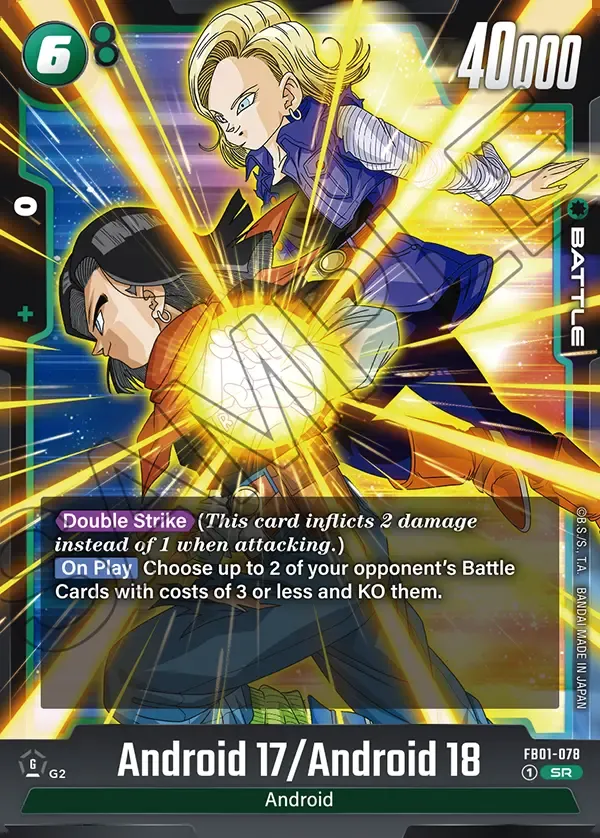 6
40000
0
+
BATTLE
SAMPLE
Double Strike (This card inflicts 2 damage
instead of 1 when attacking.)
On Play Choose up to 2 of your opponent's Battle
Cards with costs of 3 or less and KO them.
©B.S./S., T.A. BANDAI MADE IN JAPAN
Android 17/Android 18
FB01-078
G
G2
1 SR
Android